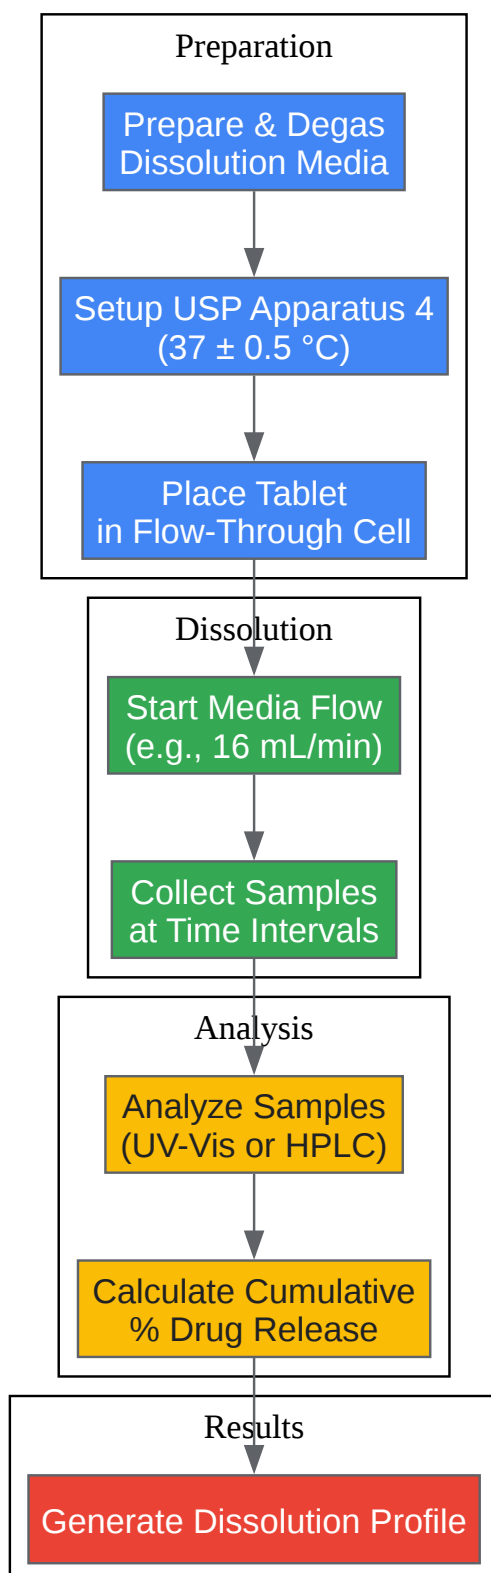 Preparation
Prepare & Degas
Dissolution Media
Setup USP Apparatus 4
(37 ± 0.5 °C)
Place Tablet
in Flow-Through Cell
Dissolution
Start Media Flow
(e.g., 16 mL/min)
Collect Samples
at Time Intervals
Analysis
Analyze Samples
(UV-Vis or HPLC)
Calculate Cumulative
% Drug Release
Results
Generate Dissolution Profile